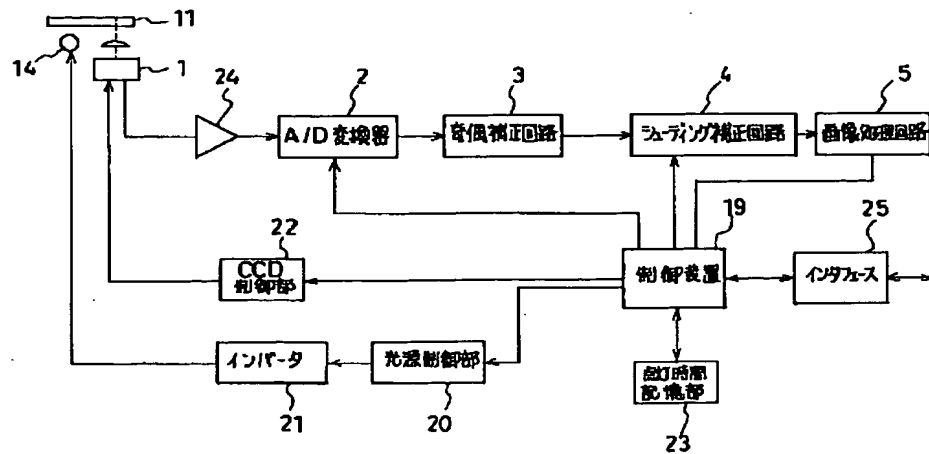 11
14
1
24
2
3
4
5
A/D変換器
奇偶補正回路
シューディング補正回路
画像処理回路
19
25
22
CCD
制御部
制御装置
インタフェース
インバータ
光源制御部
点灯時間
記憶部
21
20
23